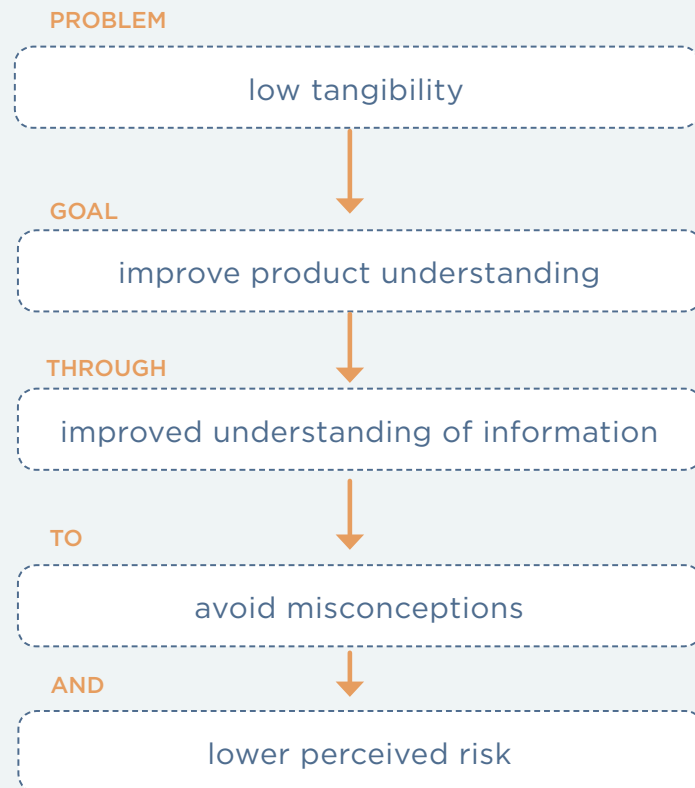 PROBLEM
low tangibility
GOAL
improve product understanding
THROUGH
improved understanding of information
TO
avoid misconceptions
AND
lower perceived risk